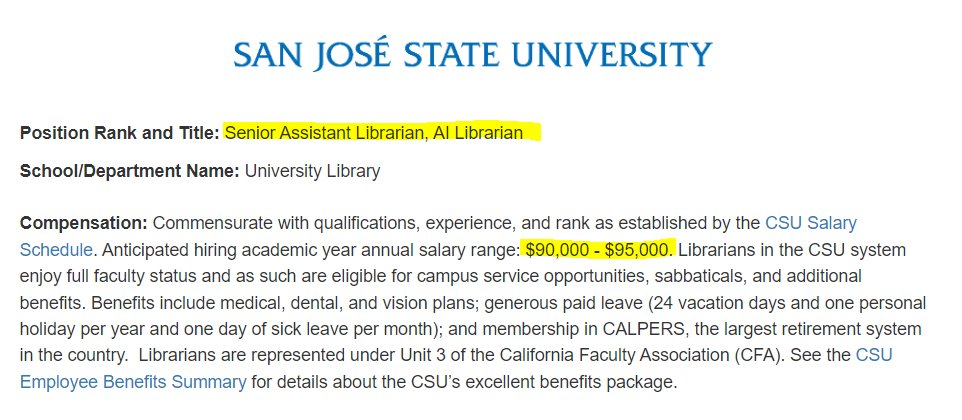 SAN JOSÉ STATE UNIVERSITY
Position Rank and Title: Senior Assistant Librarian, AI Librarian
School/Department Name: University Library
Compensation: Commensurate with qualifications, experience, and rank as established by the CSU Salary
Schedule. Anticipated hiring academic year annual salary range: $90,000 - $95,000. Librarians in the CSU system
enjoy full faculty status and as such are eligible for campus service opportunities, sabbaticals, and additional
benefits. Benefits include medical, dental, and vision plans; generous paid leave (24 vacation days and one personal
holiday per year and one day of sick leave per month); and membership in CALPERS, the largest retirement system
in the country.  Librarians are represented under Unit 3 of the California Faculty Association (CFA). See the CSU
Employee Benefits Summary for details about the CSU’s excellent benefits package.